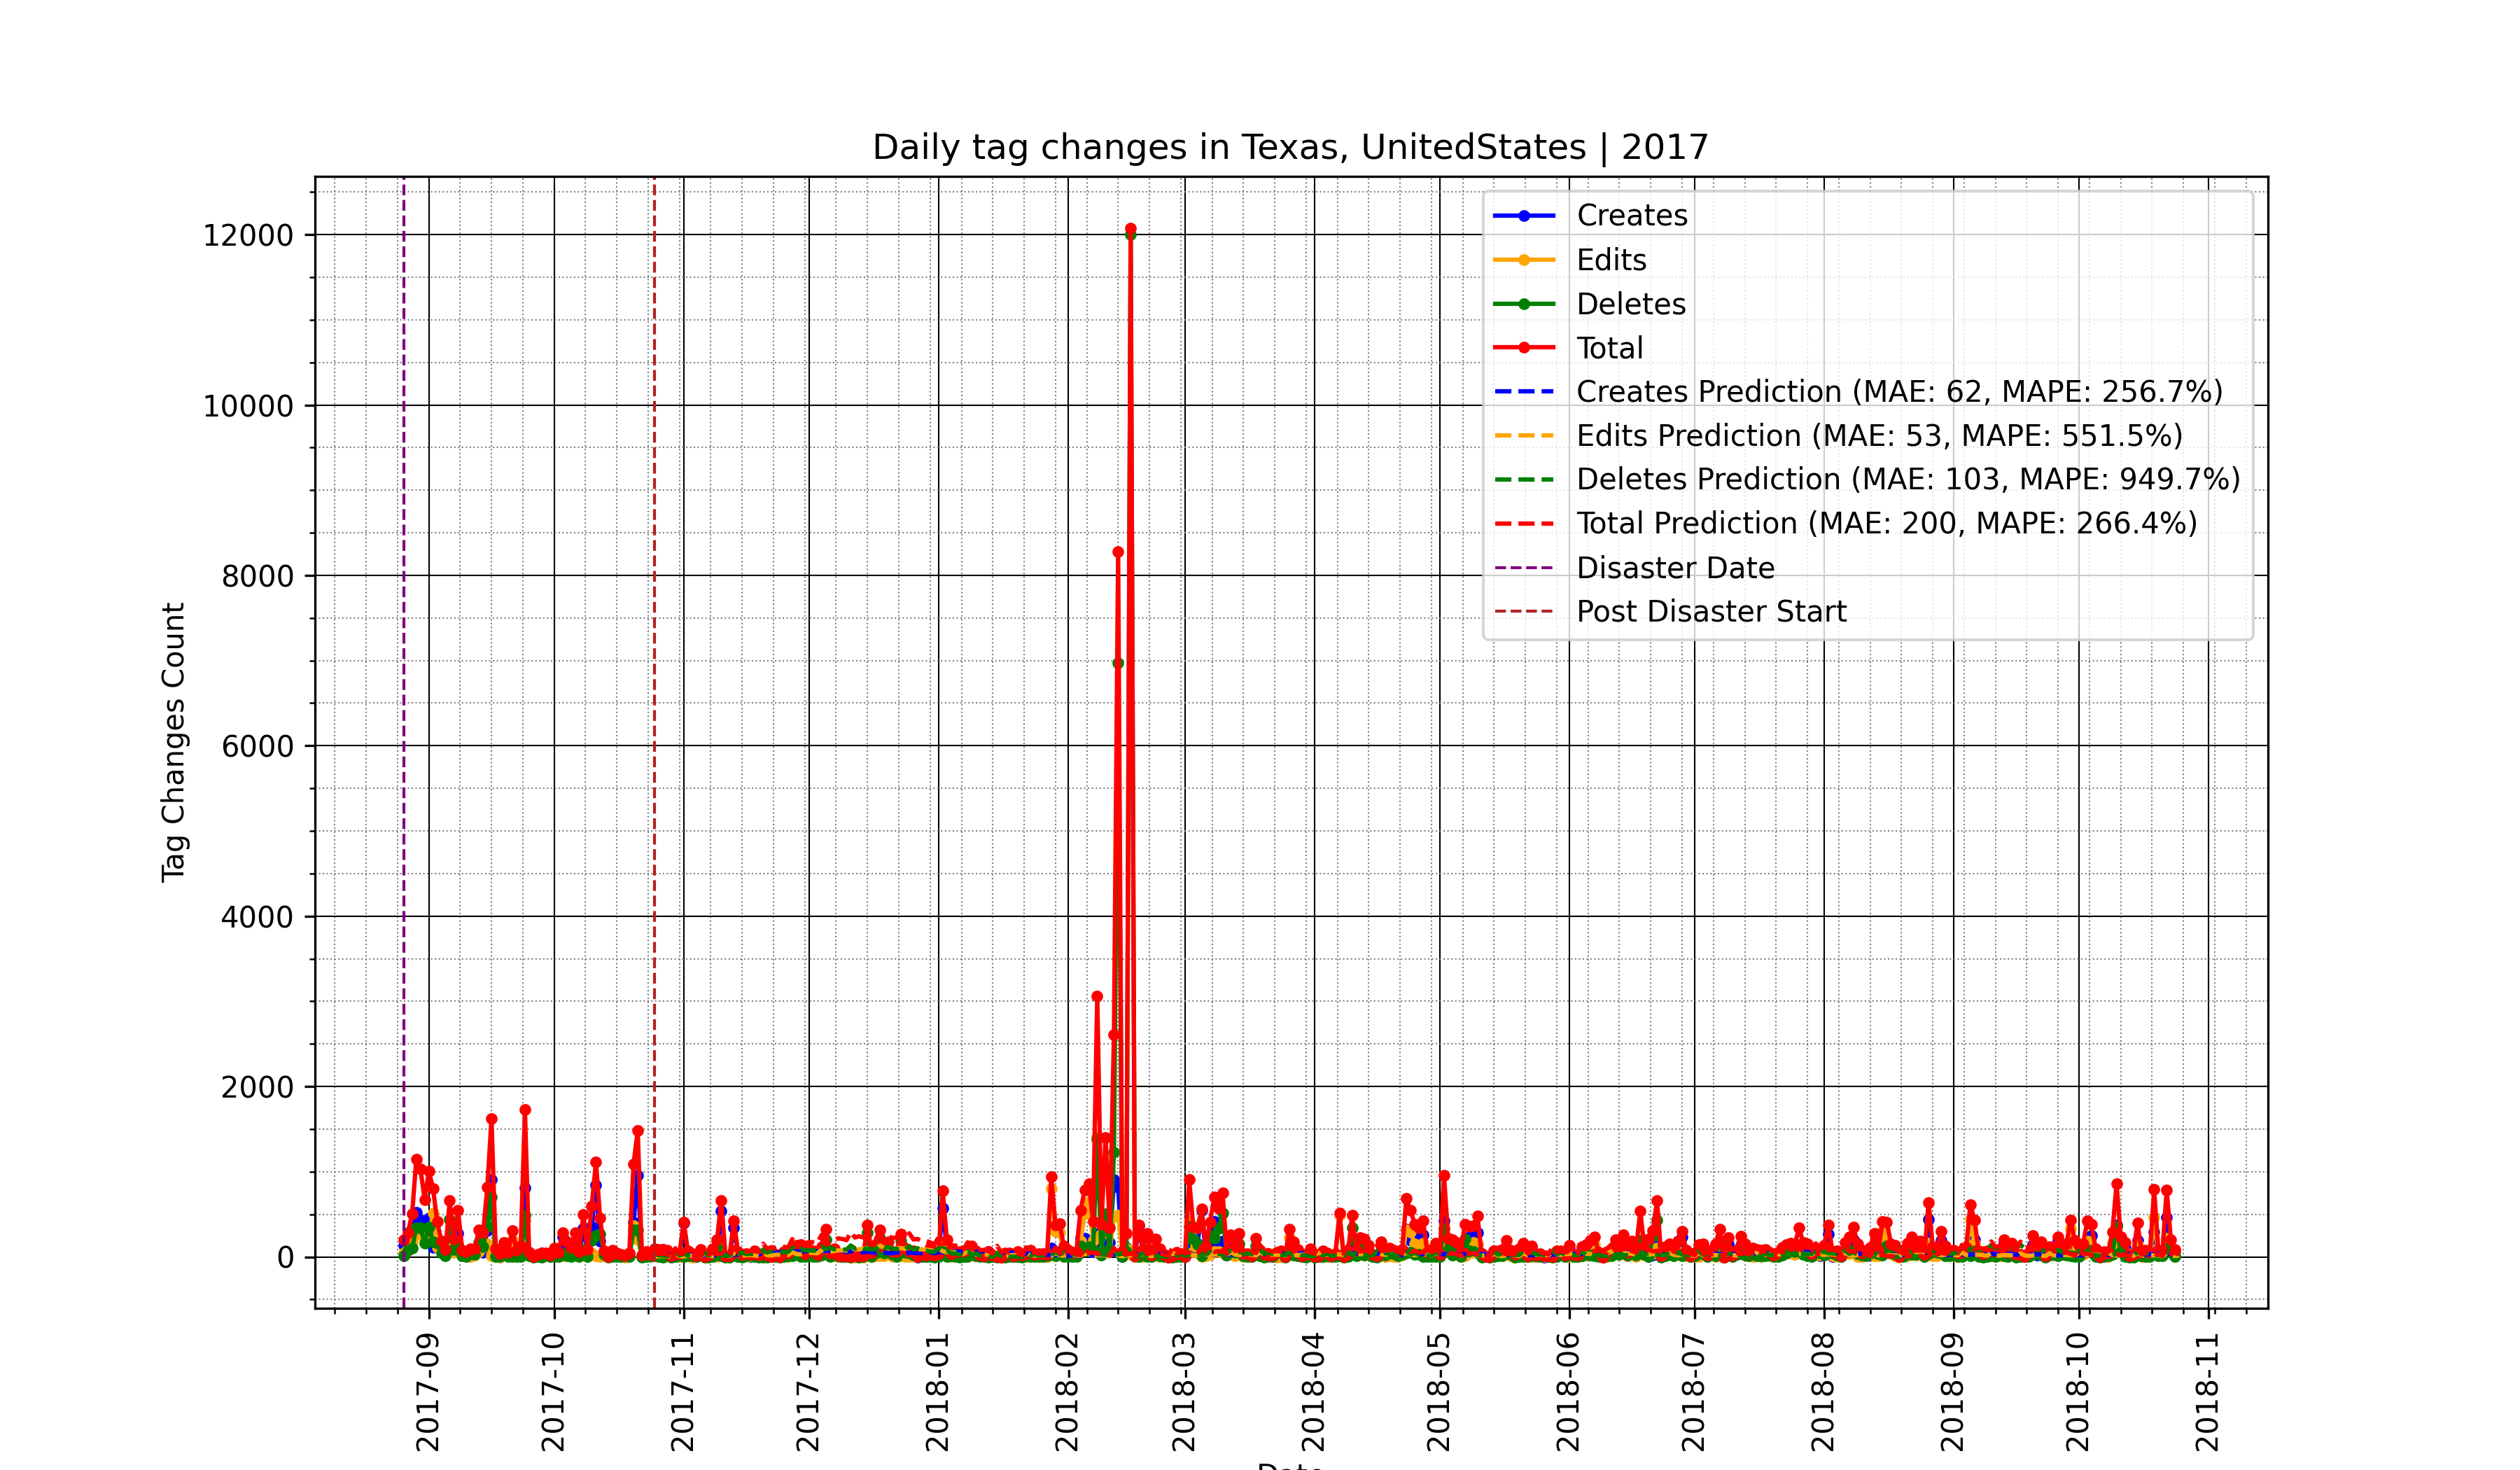 Daily tag changes in Texas, UnitedStates | 2017
Tag Changes Count
12000
10000
8000
6000
4000
2000
0
Creates
Edits
Deletes
Total
Creates Prediction (MAE: 62, MAPE: 256.7%)
Edits Prediction (MAE: 53, MAPE: 551.5%)
Deletes Prediction (MAE: 103, MAPE: 949.7%)
Total Prediction (MAE: 200, MAPE: 266.4%)
Disaster Date
Post Disaster Start
2017-09
2017-10
2017-11
2017-12
2018-01
2018-02
2018-03
2018-04
2018-05
2018-06
2018-07
2018-08
2018-09
2018-10
2018-11
Date